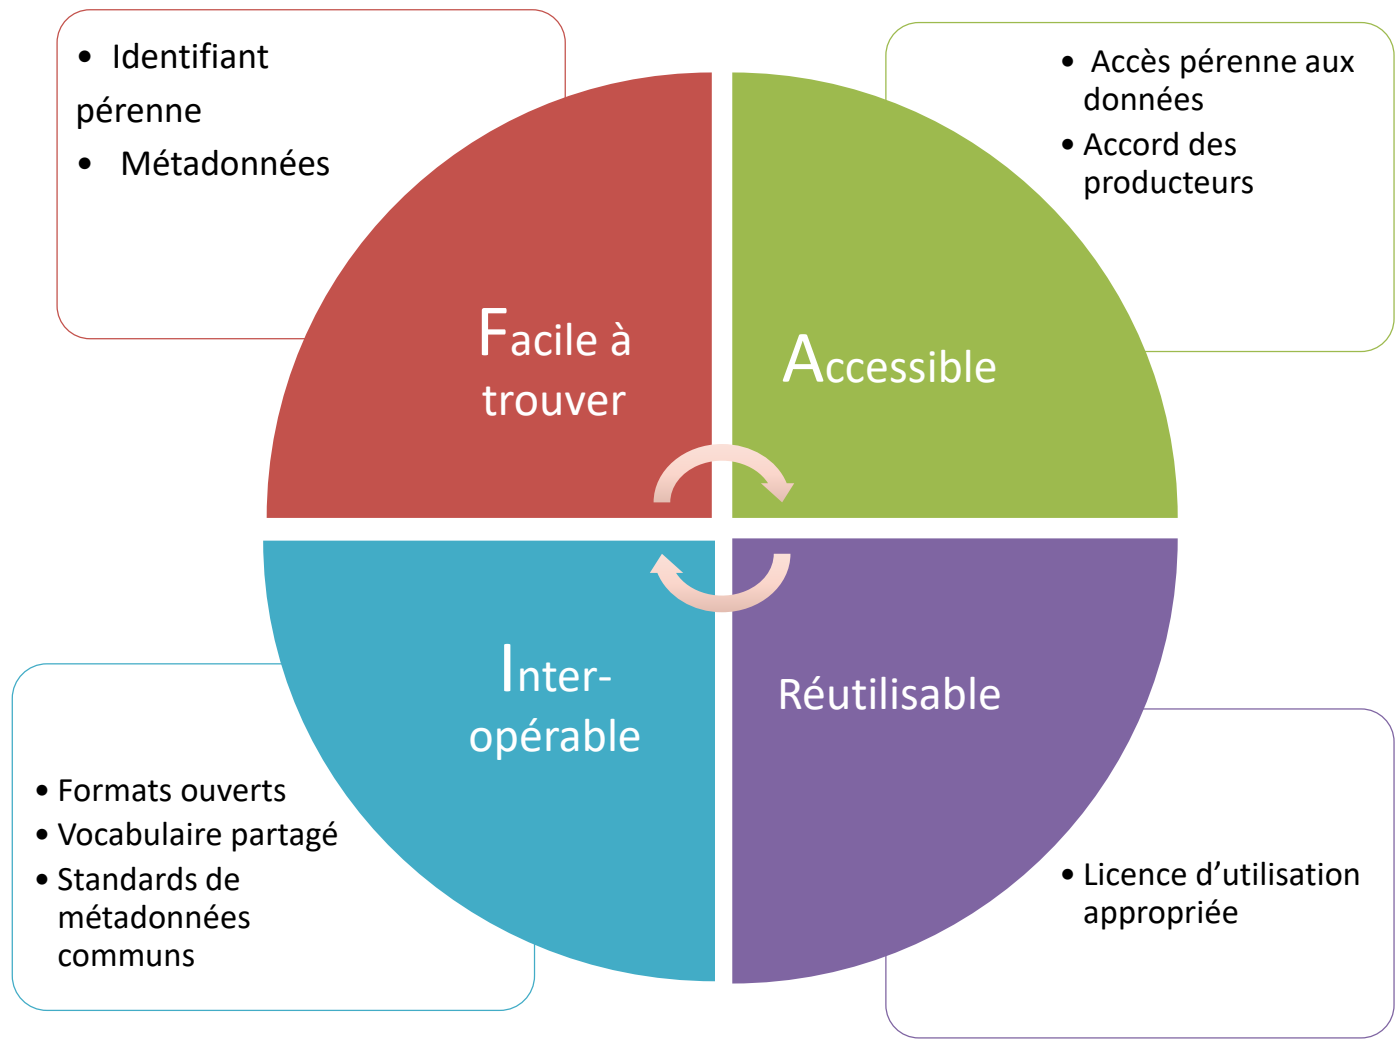 • Identifiant
pérenne
• Métadonnées
• Accès pérenne aux
données
• Accord des
producteurs
Facile à
trouver
Accessible
Inter-
opérable
Réutilisable
• Formats ouverts
• Vocabulaire partagé
• Standards de
métadonnées
communs
• Licence d’utilisation
appropriée